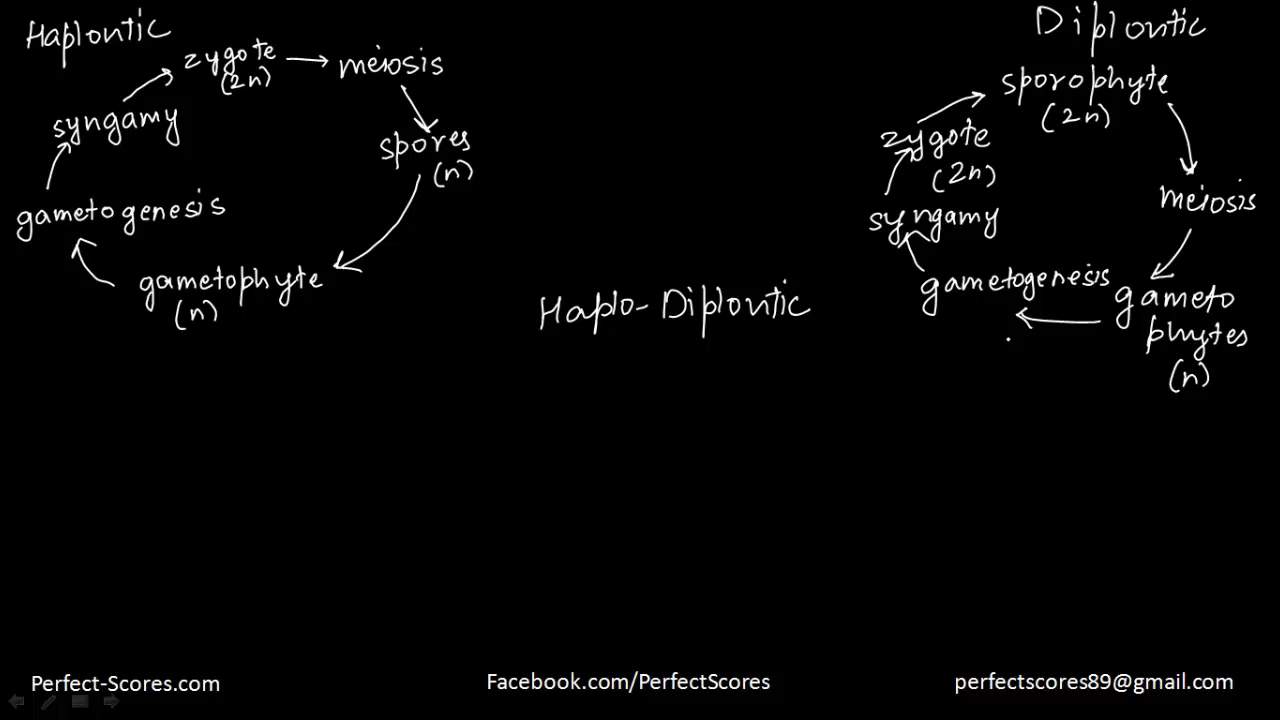 Haplontic
zygote
(2n)
meiosis
syngamy
spores
(n)
gametogenesis
gametophyte
(n)
Haplo-Diplontic
Diplontic
sporophyte
(2n)
zygote
(2n)
meiosis
syngamy
gametogenesis
gameto
phytes
(n)
Perfect-Scores.com
Facebook.com/PerfectScores
perfectscores89@gmail.com